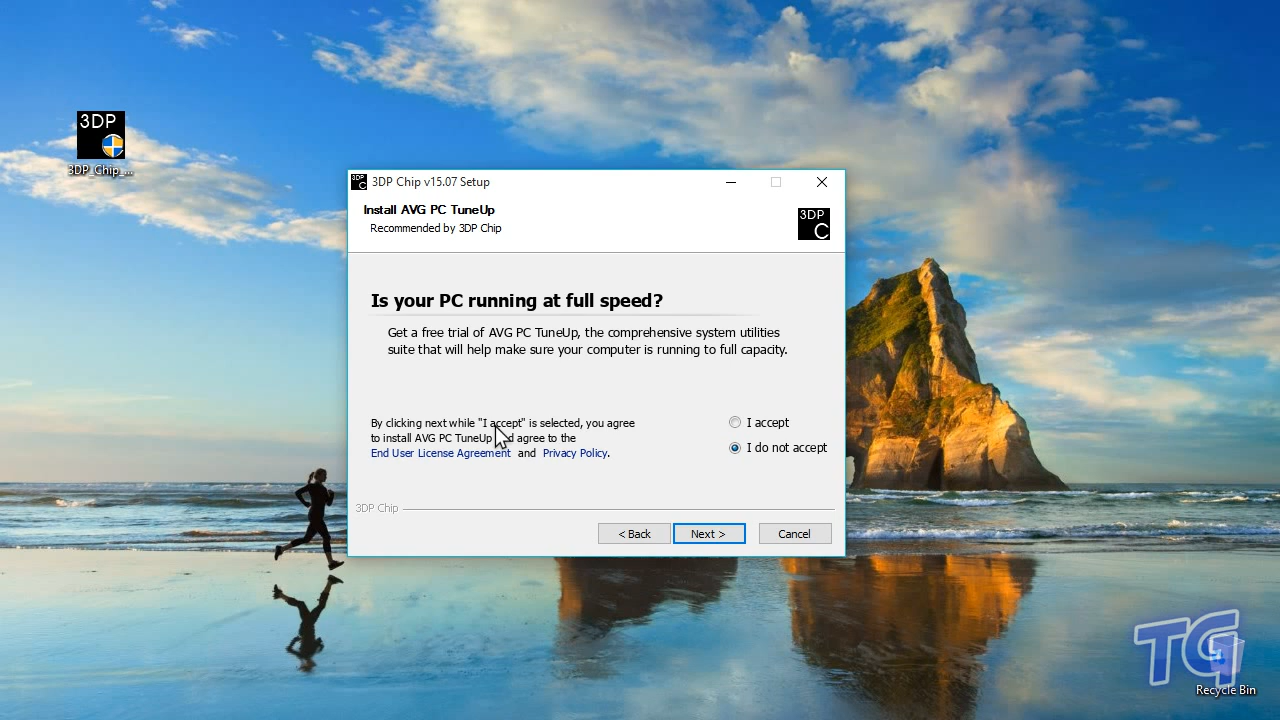 3DP
3DP_Chip_...
3DP C
3DP Chip v15.07 Setup
Install AVG PC TuneUp
Recommended by 3DP Chip
3DP
C
Is your PC running at full speed?
Get a free trial of AVG PC TuneUp, the comprehensive system utilities
suite that will help make sure your computer is running to full capacity.
By clicking next while "I accept" is selected, you agree
to install AVG PC TuneUp and agree to the
End User License Agreement and Privacy Policy.
I accept
I do not accept
3DP Chip
< Back
Next >
Cancel
TG
Recycle Bin